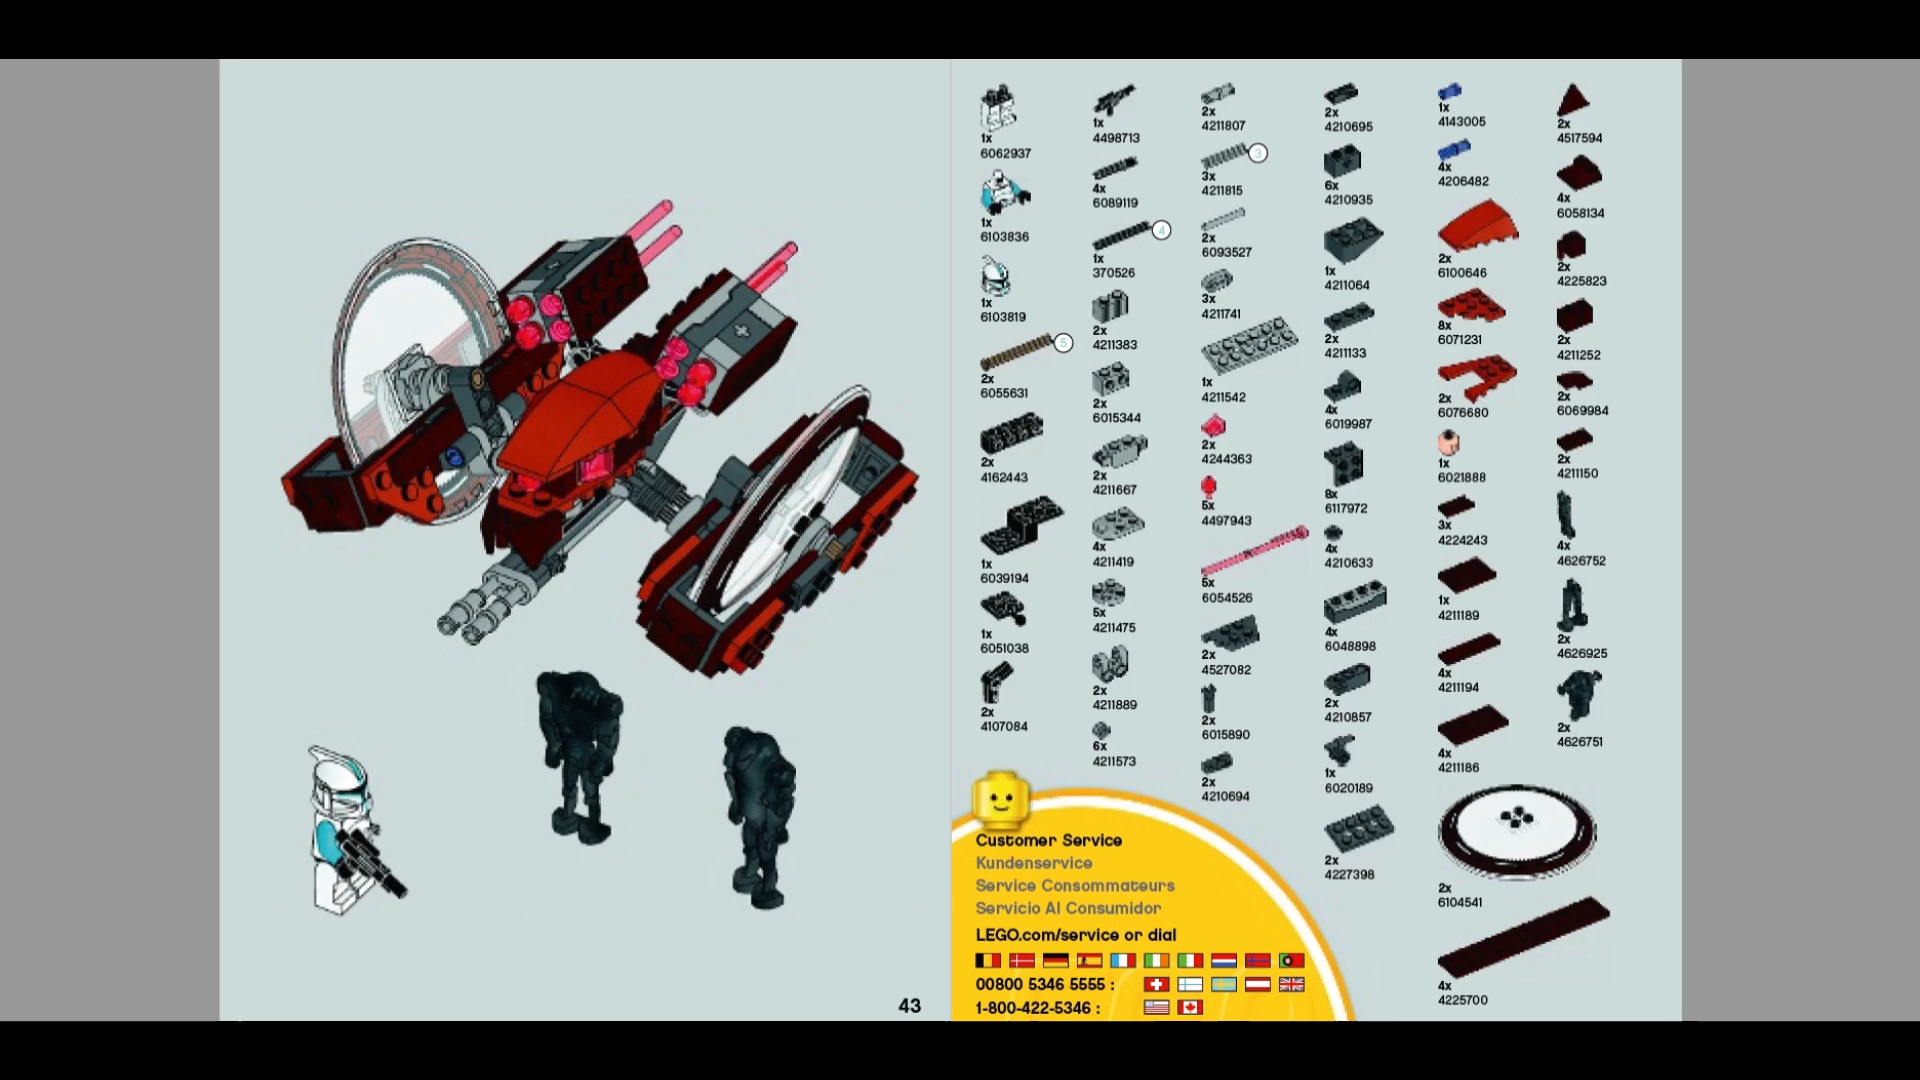 1x
6062937
1x
6103836
1x
6103819
5
2x
6055631
2x
4162443
1x
6039194
1x
6051038
2x
4107084
1x
4498713
4x
6089119
4
1x
370526
2x
4211383
2x
6015344
2x
4211667
4x
4211419
5x
4211475
2x
4211889
6x
4211573
2x
4211807
3
3x
4211815
2x
6093527
3x
4211741
1x
4211542
2x
4244363
5x
4497943
5x
6054526
2x
4527082
2x
6015890
2x
4210694
2x
4210695
6x
4210935
1x
4211064
2x
4211133
4x
6019987
8x
6117972
4x
4210633
4x
6048898
2x
4210857
1x
6020189
2x
4227398
1x
4143005
4x
4206482
2x
6100646
8x
6071231
2x
6076680
1x
6021888
3x
4224243
1x
4211189
4x
4211194
4x
4211186
2x
6104541
4x
4225700
2x
4517594
4x
6058134
2x
4225823
2x
4211252
2x
6069984
2x
4211150
4x
4626752
2x
4626925
2x
4626751
Customer Service
Kundenservice
Service Consommateurs
Servicio Al Consumidor
LEGO.com/service or dial
00800 5346 5555 :
1-800-422-5346 :
43